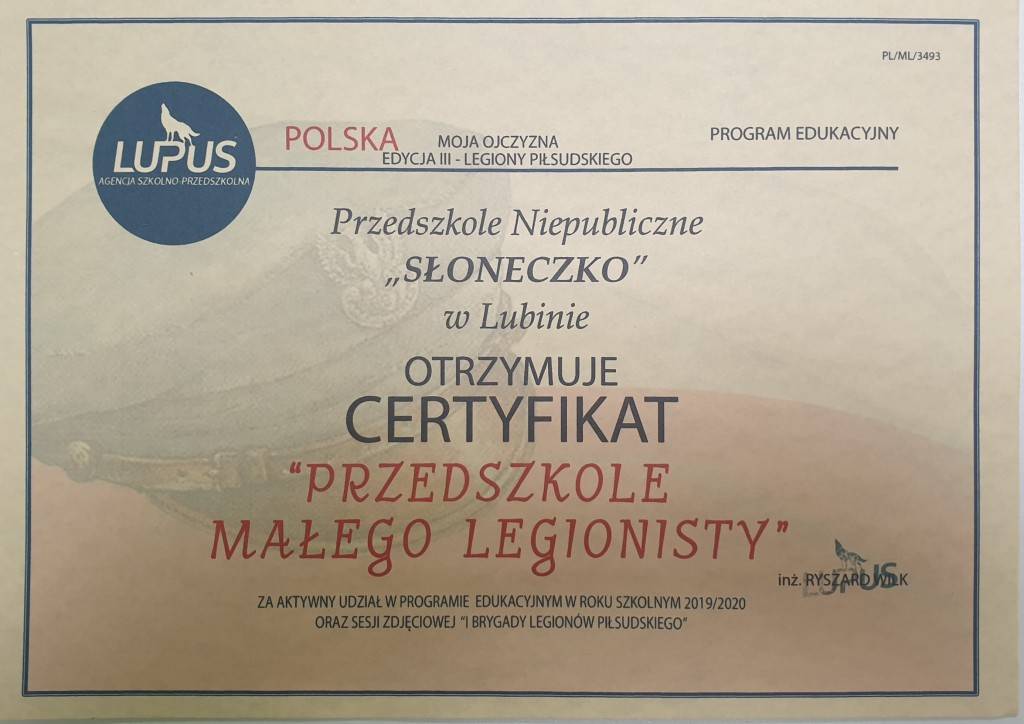 PL/ML/3493
LUPUS
AGENCJA SZKOLNO-PRZEDSZKOLNA
POLSKA MOJA OJCZYZNA
EDYCJA III - LEGIONY PIŁSUDSKIEGO
PROGRAM EDUKACYJNY
Przedszkole Niepubliczne
„SŁONECZKO”
w Lubinie
OTRZYMUJE
CERTYFIKAT
“PRZEDSZKOLE
MAŁEGO LEGIONISTY”
inż. RYSZARD WILK
LUPUS
ZA AKTYWNY UDZIAŁ W PROGRAMIE EDUKACYJNYM W ROKU SZKOLNYM 2019/2020
ORAZ SESJI ZDJĘCIOWEJ “I BRYGADY LEGIONÓW PIŁSUDSKIEGO”